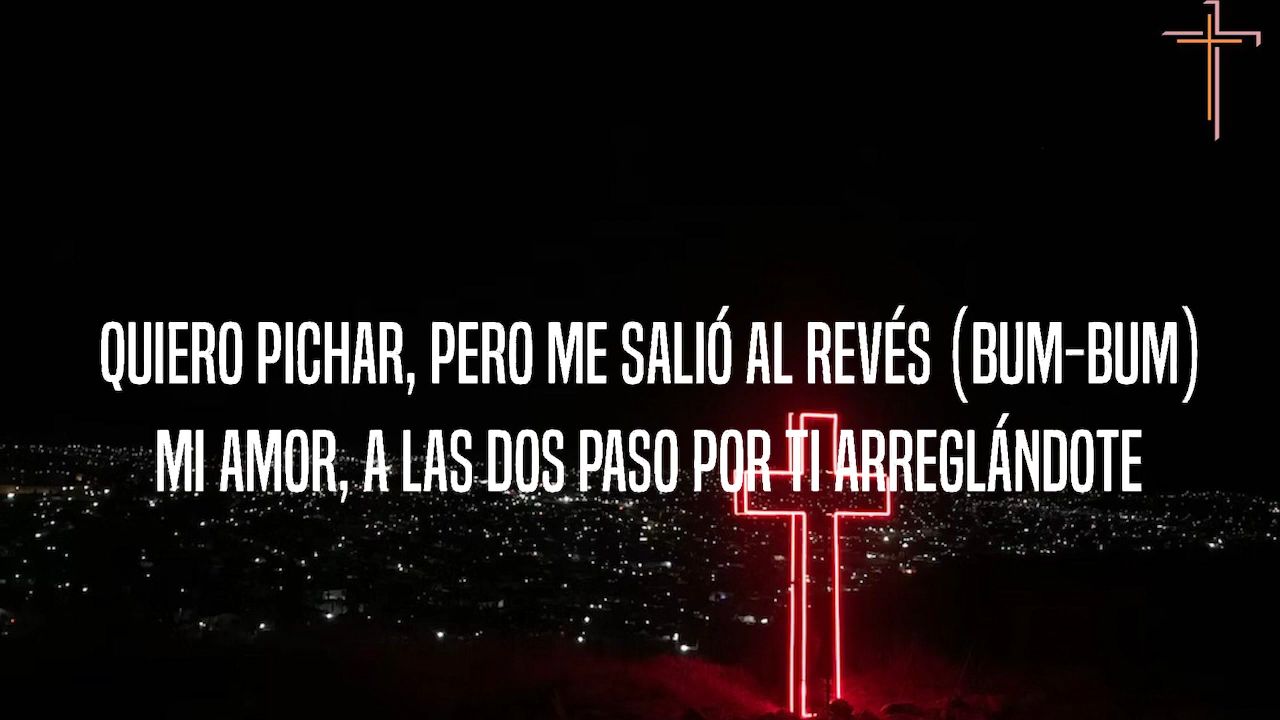 QUIERO PICHAR, PERO ME SALIÓ AL REVÉS (BUM-BUM)
MI AMOR, A LAS DOS PASO POR TI ARREGLÁNDOTE